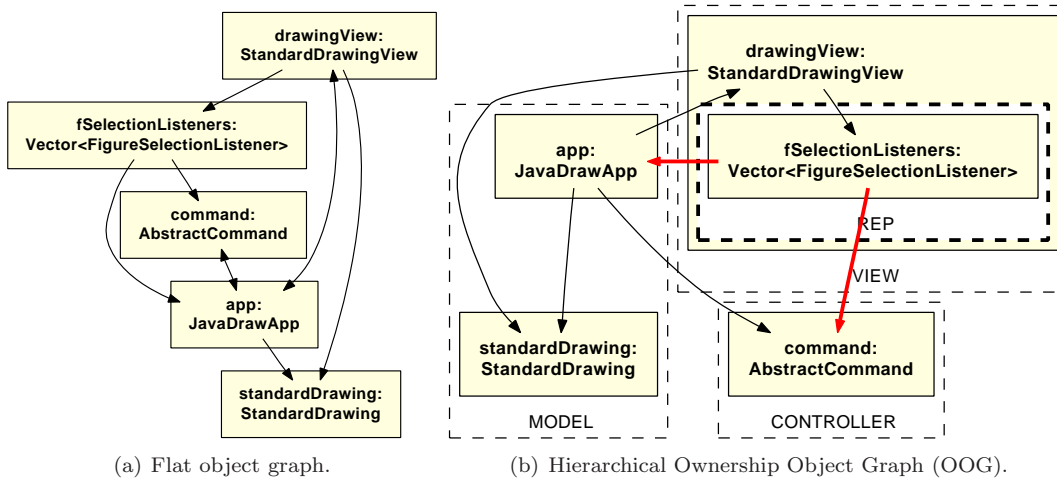 drawingView:
StandardDrawingView
fSelectionListeners:
Vector<FigureSelectionListener>
command:
AbstractCommand
app:
JavaDrawApp
standardDrawing:
StandardDrawing
(a) Flat object graph.
drawingView:
StandardDrawingView
app:
JavaDrawApp
fSelectionListeners:
Vector<FigureSelectionListener>
REP
VIEW
standardDrawing:
StandardDrawing
MODEL
command:
AbstractCommand
CONTROLLER
(b) Hierarchical Ownership Object Graph (OOG).